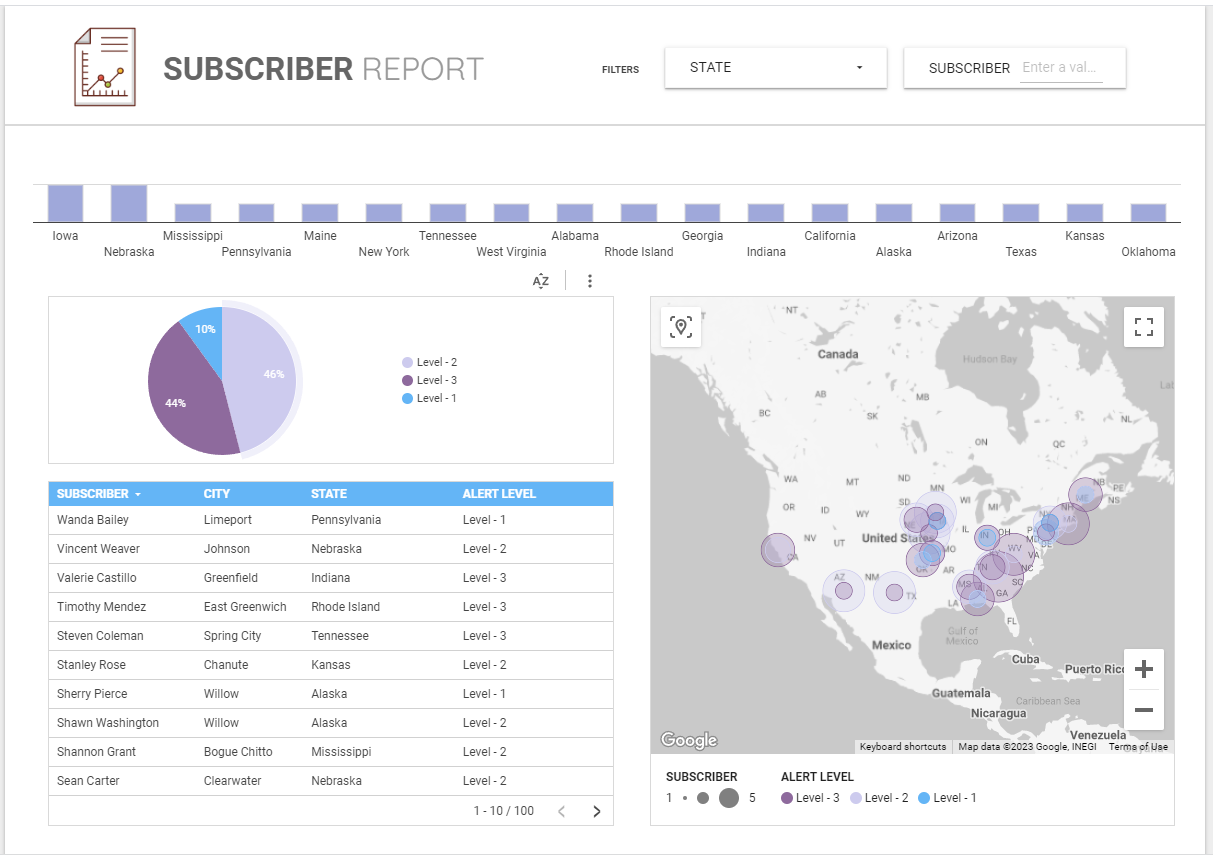 SUBSCRIBER REPORT
FILTERS
STATE
SUBSCRIBER Enter a val...
Iowa Mississippi Maine Tennessee Alabama Georgia California Arizona Kansas
Nebraska Pennsylvania New York West Virginia Rhode Island Indiana Alaska Texas Oklahoma
AZ
10%
46%
44%
Level - 2
Level - 3
Level - 1
SUBSCRIBER CITY STATE ALERT LEVEL
Wanda Bailey Limeport Pennsylvania Level - 1
Vincent Weaver Johnson Nebraska Level - 2
Valerie Castillo Greenfield Indiana Level - 3
Timothy Mendez East Greenwich Rhode Island Level - 3
Steven Coleman Spring City Tennessee Level - 3
Stanley Rose Chanute Kansas Level - 2
Sherry Pierce Willow Alaska Level - 1
Shawn Washington Willow Alaska Level - 2
Shannon Grant Bogue Chitto Mississippi Level - 2
Sean Carter Clearwater Nebraska Level - 2
1 - 10 / 100
NT
Canada
Hudson Bay
Lat
AB
MB
BC
SK
NL
ON
QC
WA
MT
ND
MN
NB
PE
OR
ID
SD
WI
ME
NS
WY
MI
NH
NY
MA
NE
NV
UT
United States
IL
IN
OH
MD
DE
CA
MO
WV
VA
AZ
NM
OK
AR
TN
NC
SC
TX
MS
GA
LA
FL
Gulf of
Mexico
Mexico
Cuba
Puerto Rico
Guatemala
Caribbean Sea
Nicaragua
Venezuela
Google
Keyboard shortcuts
Map data ©2023 Google, INEGI
Terms of Use
SUBSCRIBER
1 5
ALERT LEVEL
Level - 3 Level - 2 Level - 1